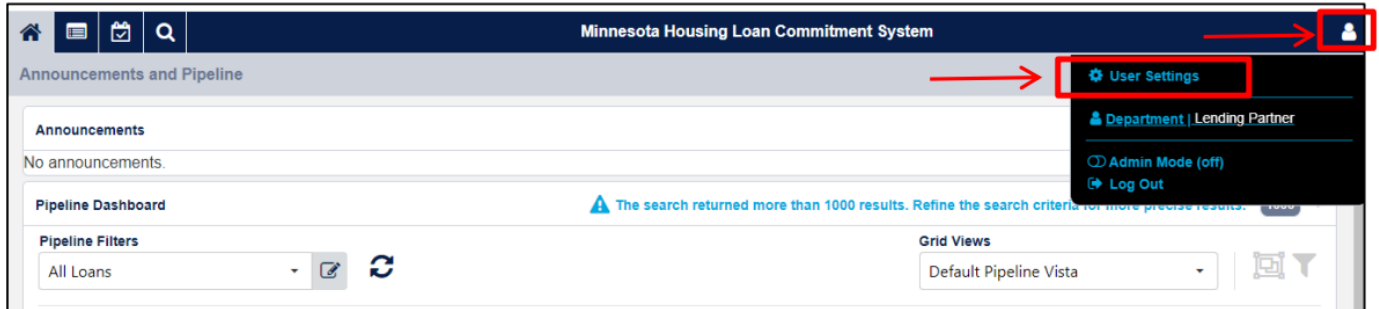 Minnesota Housing Loan Commitment System
Announcements and Pipeline
User Settings
Department | Lending Partner
Admin Mode (off)
Log Out
Announcements
No announcements.
Pipeline Dashboard
The search returned more than 1000 results. Refine the search criteria for more precise results.
Pipeline Filters
All Loans
Grid Views
Default Pipeline Vista